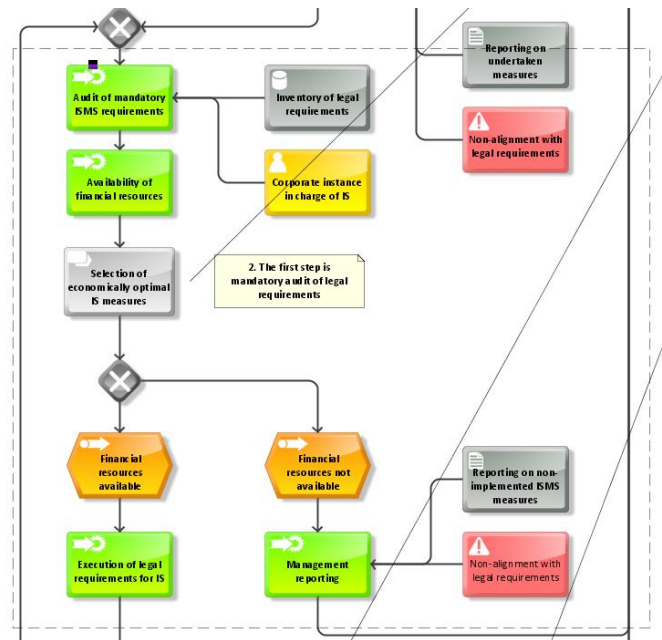 Reporting on
undertaken
measures
Audit of mandatory
ISMS requirements
Inventory of legal
requirements
Non-alignment with
legal requirements
Availability of
financial resources
Corporate instance
in charge of IS
Selection of
economically optimal
IS measures
2. The first step is
mandatory audit of legal
requirements
Financial
resources
available
Financial
resources not
available
Reporting on non-
implemented ISMS
measures
Execution of legal
requirements for IS
Management
reporting
Non-alignment with
legal requirements